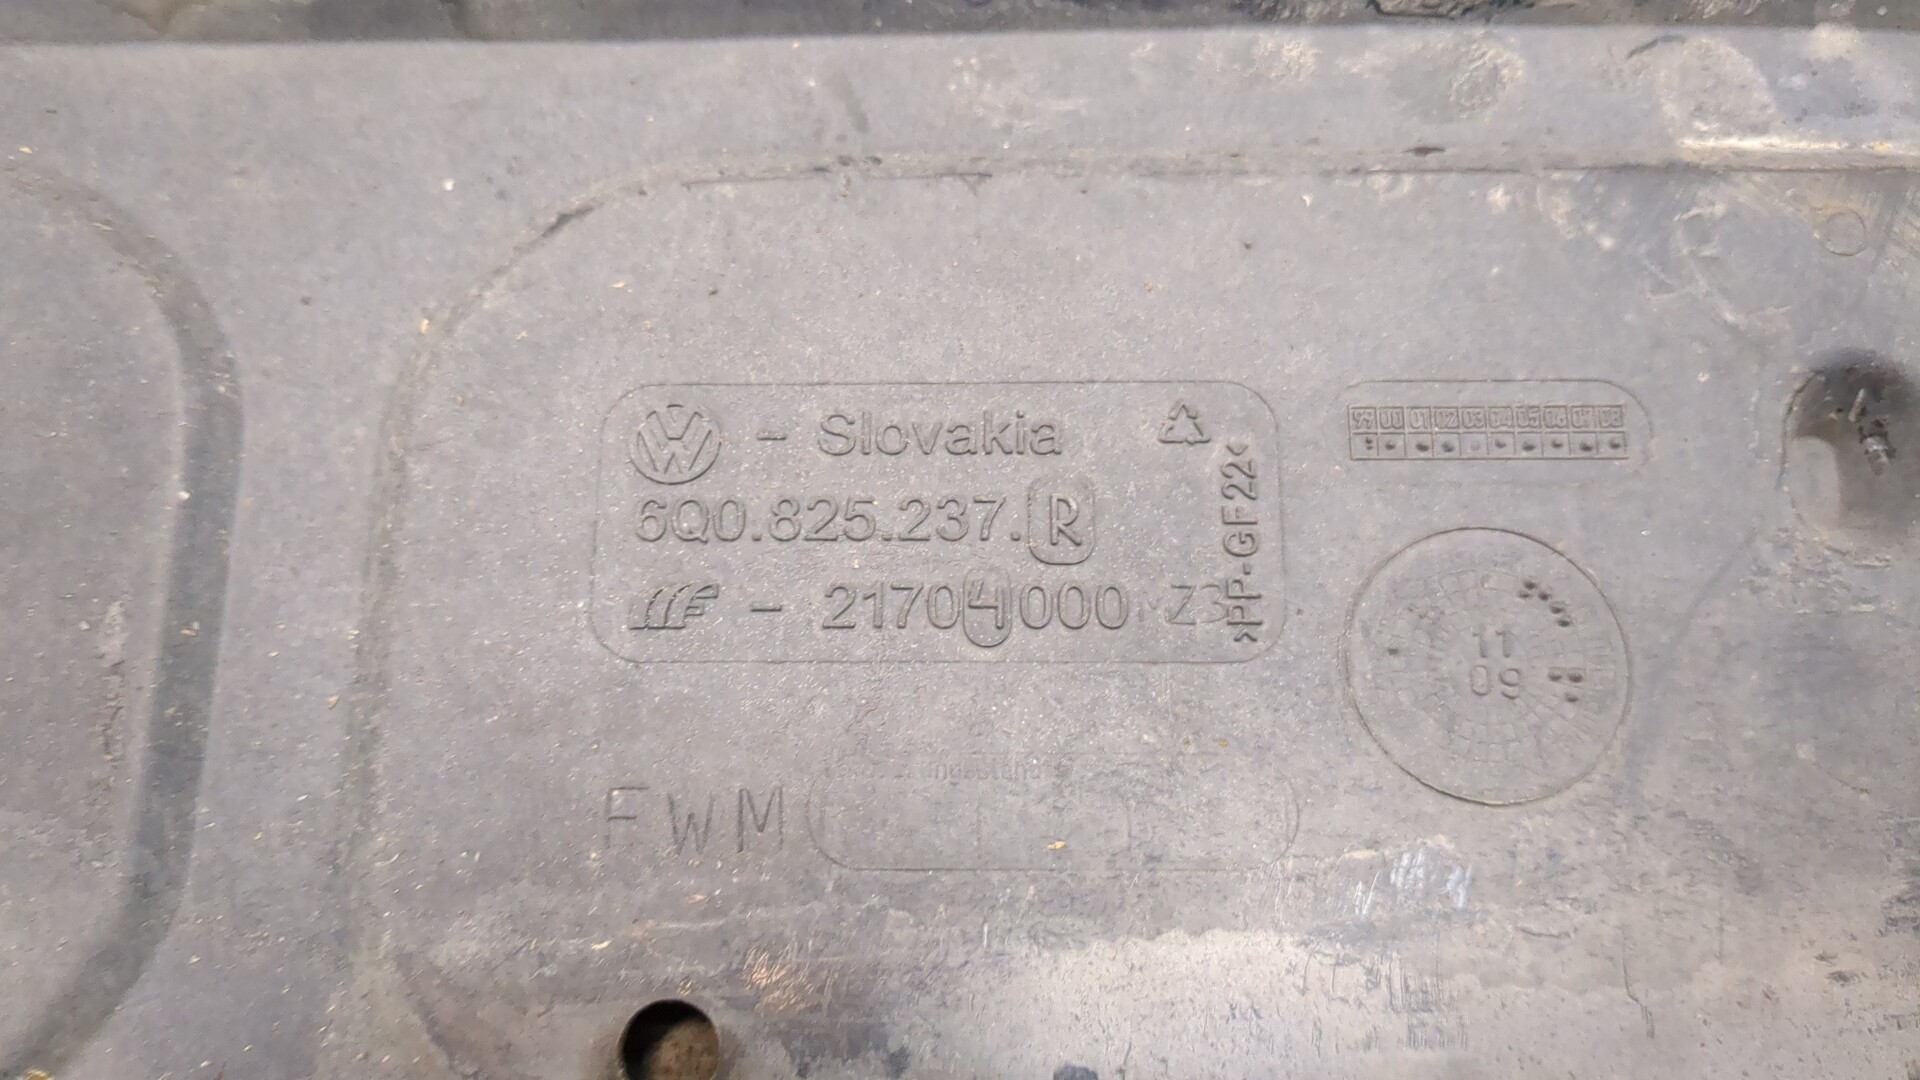 - Slovakia
6Q0.825.237.R
- 21704000 Z3
>PP-GF22<
99 00 01 02 03 04 05 06 07 08
11
09
FWM